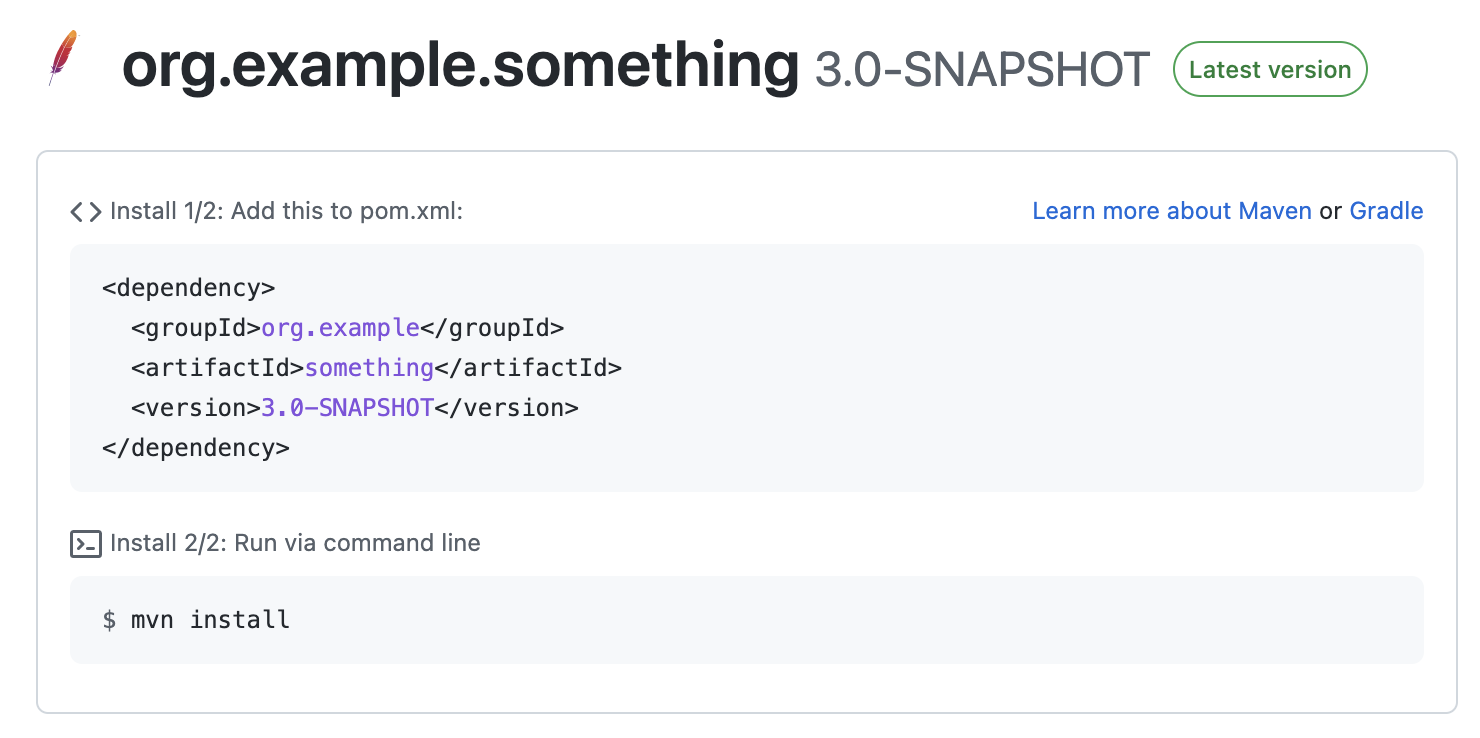 org.example.something 3.0-SNAPSHOT Latest version
Install 1/2: Add this to pom.xml: Learn more about Maven or Gradle
<dependency>
  <groupId>org.example</groupId>
  <artifactId>something</artifactId>
  <version>3.0-SNAPSHOT</version>
</dependency>
Install 2/2: Run via command line
$ mvn install